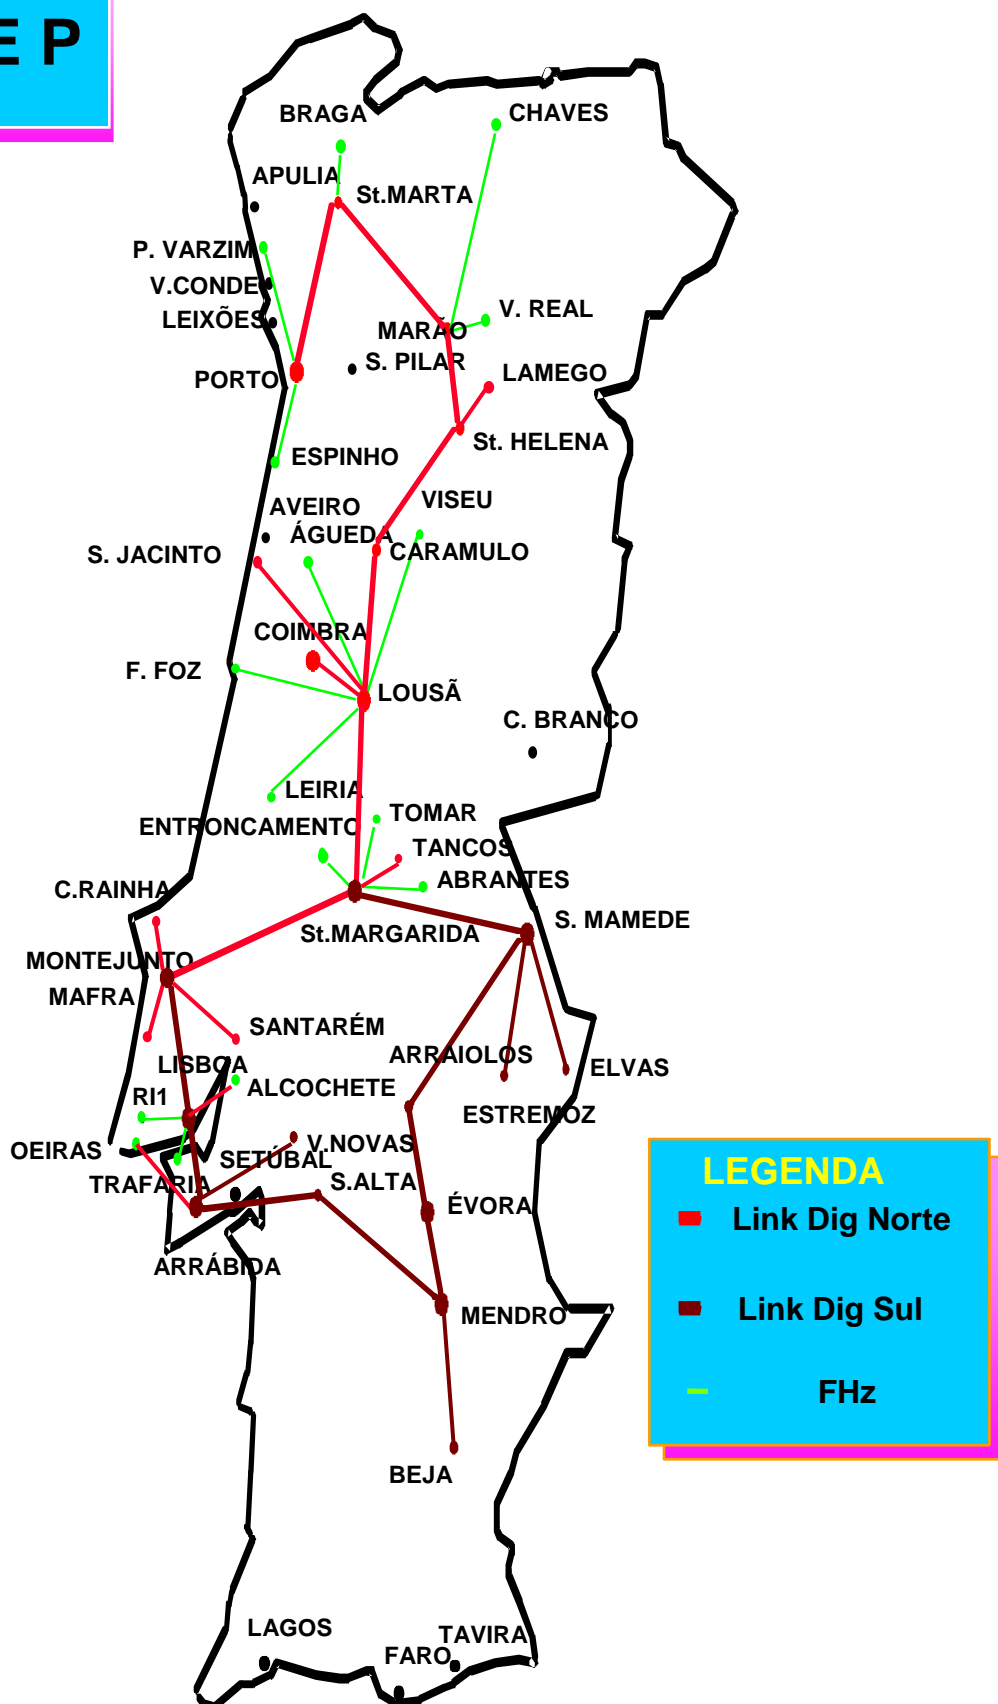 E P
BRAGA
CHAVES
APULIA
St.MARTA
P. VARZIM
V.CONDE
LEIXÕES
V. REAL
MARÃO
S. PILAR
PORTO
LAMEGO
St. HELENA
ESPINHO
VISEU
AVEIRO
ÁGUEDA
S. JACINTO
CARAMULO
COIMBRA
F. FOZ
LOUSÃ
C. BRANCO
LEIRIA
TOMAR
ENTRONCAMENTO
TANCOS
ABRANTES
C.RAINHA
S. MAMEDE
St.MARGARIDA
MONTEJUNTO
MAFRA
SANTARÉM
ARRAIOLOS
LISBOA
ELVAS
ALCOCHETE
RI1
ESTREMOZ
OEIRAS
V.NOVAS
SETÚBAL
TRAFARIA
S.ALTA
ÉVORA
ARRÁBIDA
MENDRO
BEJA
LAGOS
TAVIRA
FARO
LEGENDA
Link Dig Norte
Link Dig Sul
FHz